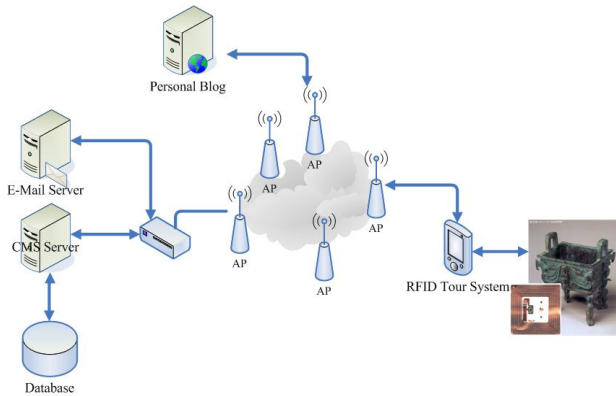 Personal Blog
AP
AP
E-Mail Server
AP
AP
CMS Server
AP
RFID Tour System
Database